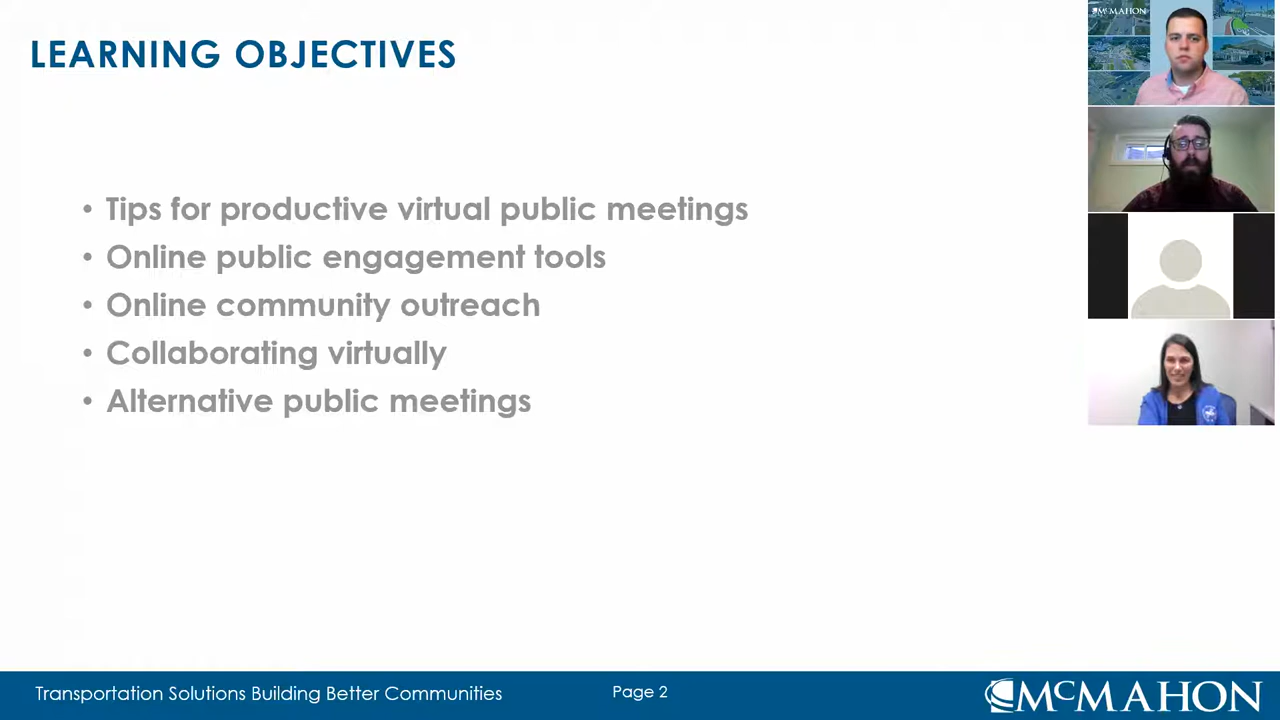 LEARNING OBJECTIVES
• Tips for productive virtual public meetings
• Online public engagement tools
• Online community outreach
• Collaborating virtually
• Alternative public meetings
Transportation Solutions Building Better Communities
Page 2
McMAHON
McMAHON